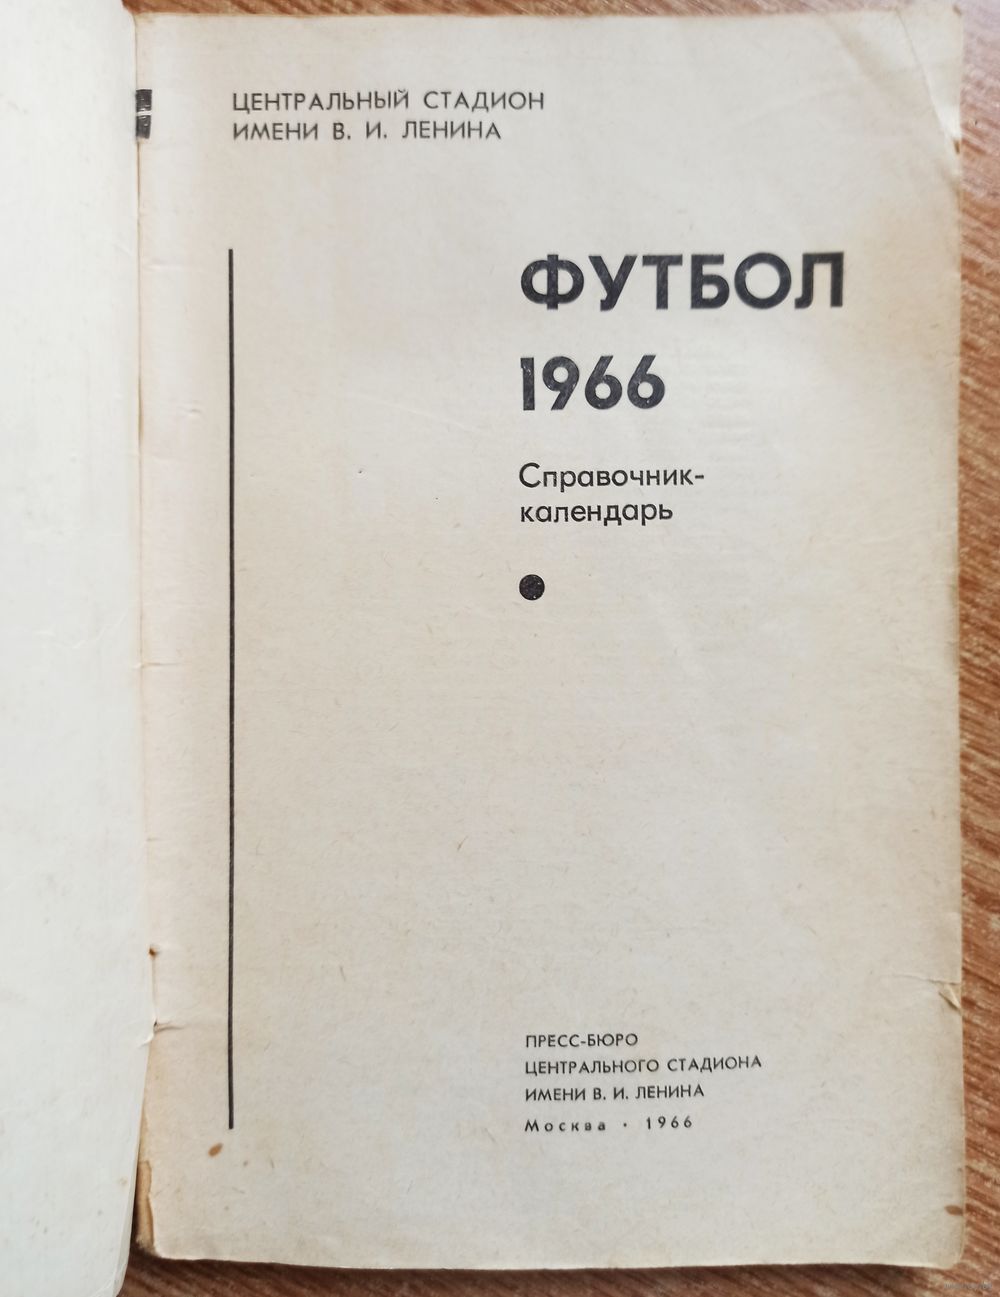 ЦЕНТРАЛЬНЫЙ СТАДИОН
ИМЕНИ В. И. ЛЕНИНА
ФУТБОЛ
1966
Справочник-
календарь
ПРЕСС-БЮРО
ЦЕНТРАЛЬНОГО СТАДИОНА
ИМЕНИ В. И. ЛЕНИНА
Москва · 1966